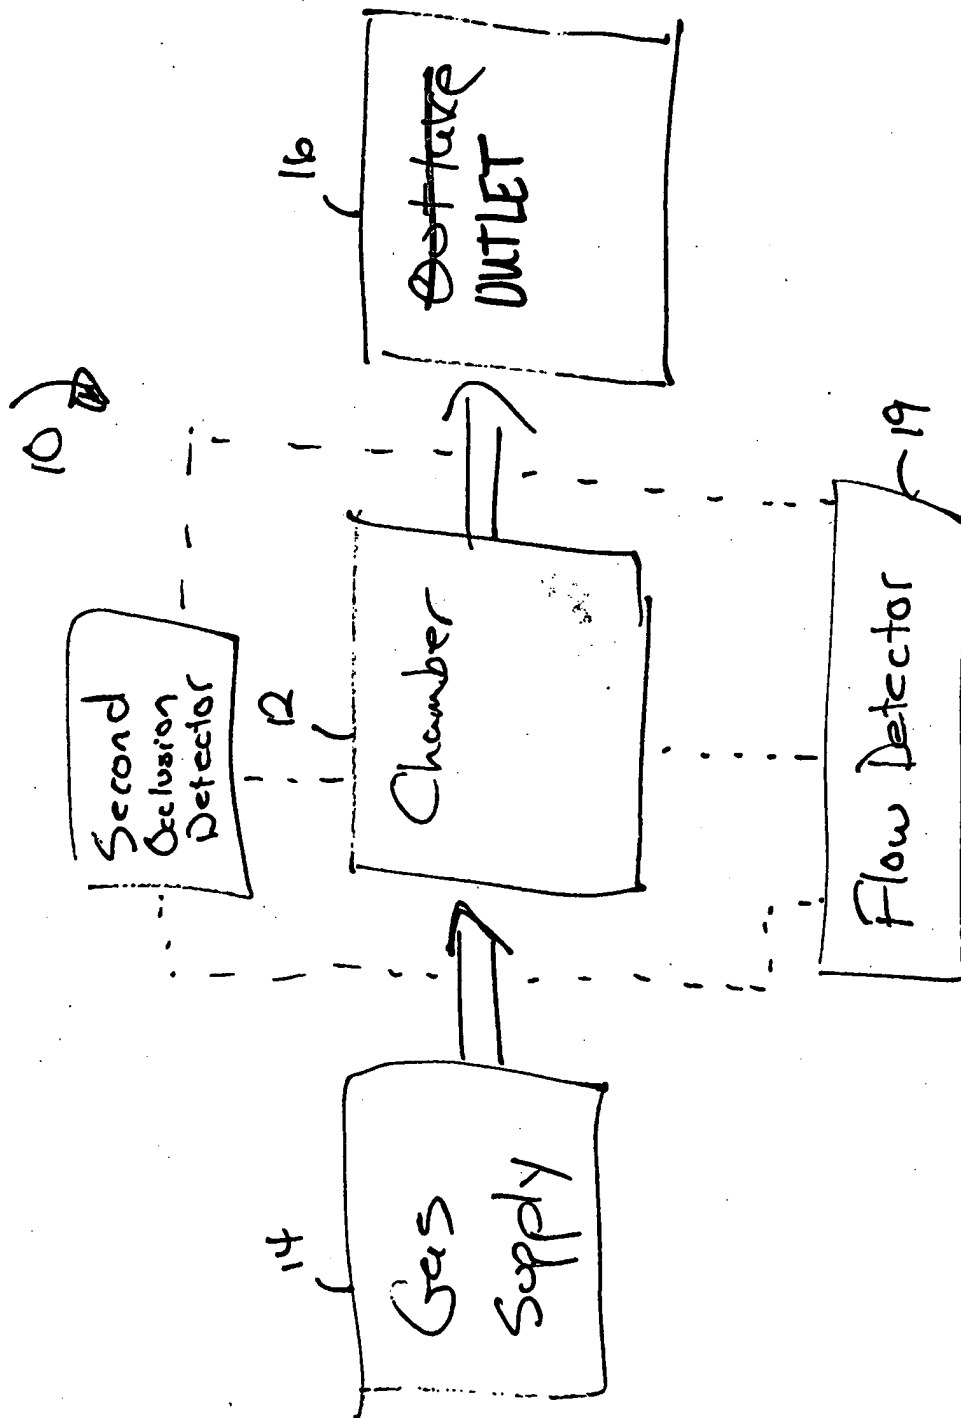 10
Second
Occlusion
Detector
14
Gas
Supply
12
Chamber
16
OUTLET
19
Flow Detector